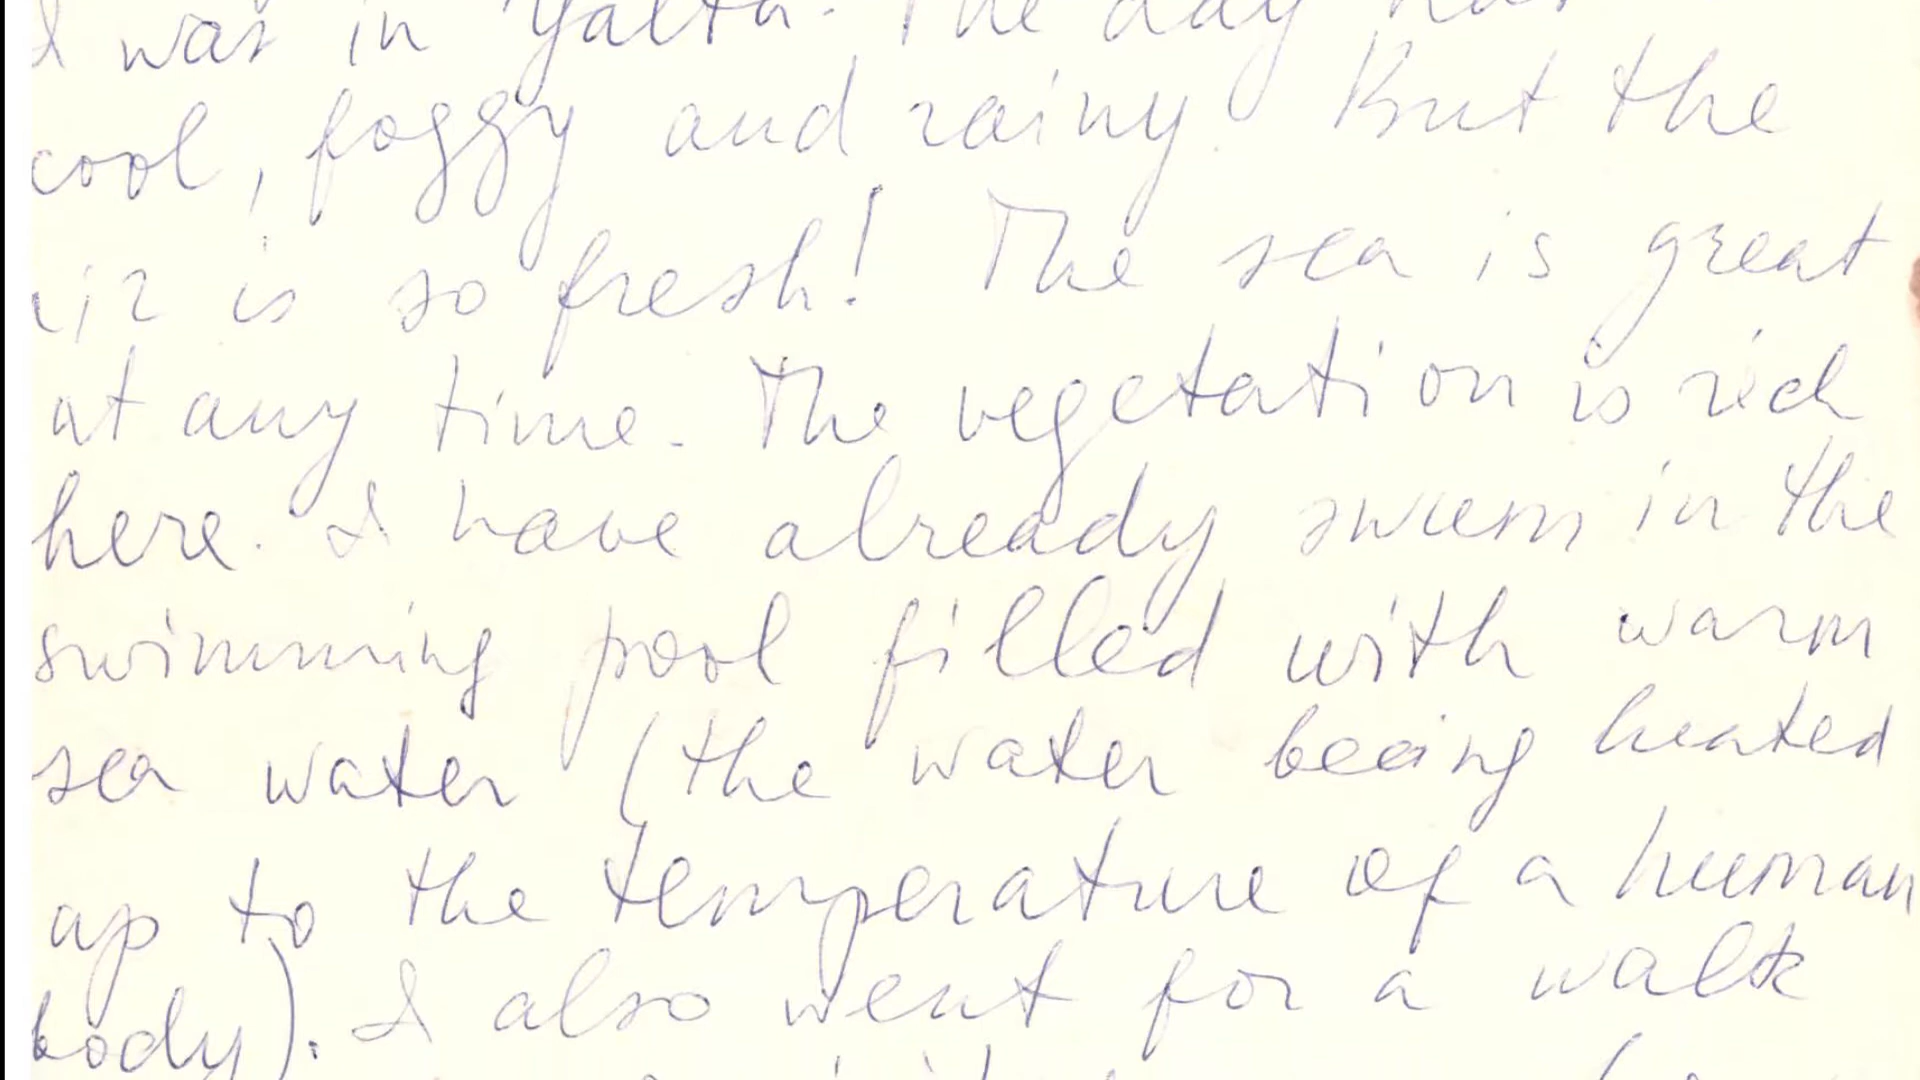 I was in Yalta. The day was
cool, foggy and rainy. But the
air is so fresh! The sea is great
at any time. The vegetation is rich
here. I have already swum in the
swimming pool filled with warm
sea water (the water beeing heated
up to the temperature of a human
body). I also went for a walk